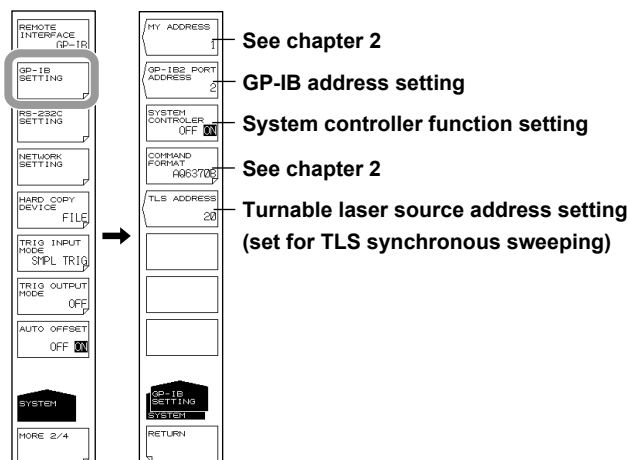 REMOTE
INTERFACE
GP-IB
GP-IB
SETTING
RS-232C
SETTING
NETWORK
SETTING
HARD COPY
DEVICE
FILE
TRIG INPUT
MODE
SMPL TRIG
TRIG OUTPUT
MODE
OFF
AUTO OFFSET
OFF ON
SYSTEM
MORE 2/4
MY ADDRESS
1
See chapter 2
GP-IB2 PORT
ADDRESS
2
GP-IB address setting
SYSTEM
CONTROLER
OFF ON
System controller function setting
COMMAND
FORMAT
AQ6370B
See chapter 2
TLS ADDRESS
20
Turnable laser source address setting
(set for TLS synchronous sweeping)
GP-IB
SETTING
SYSTEM
RETURN